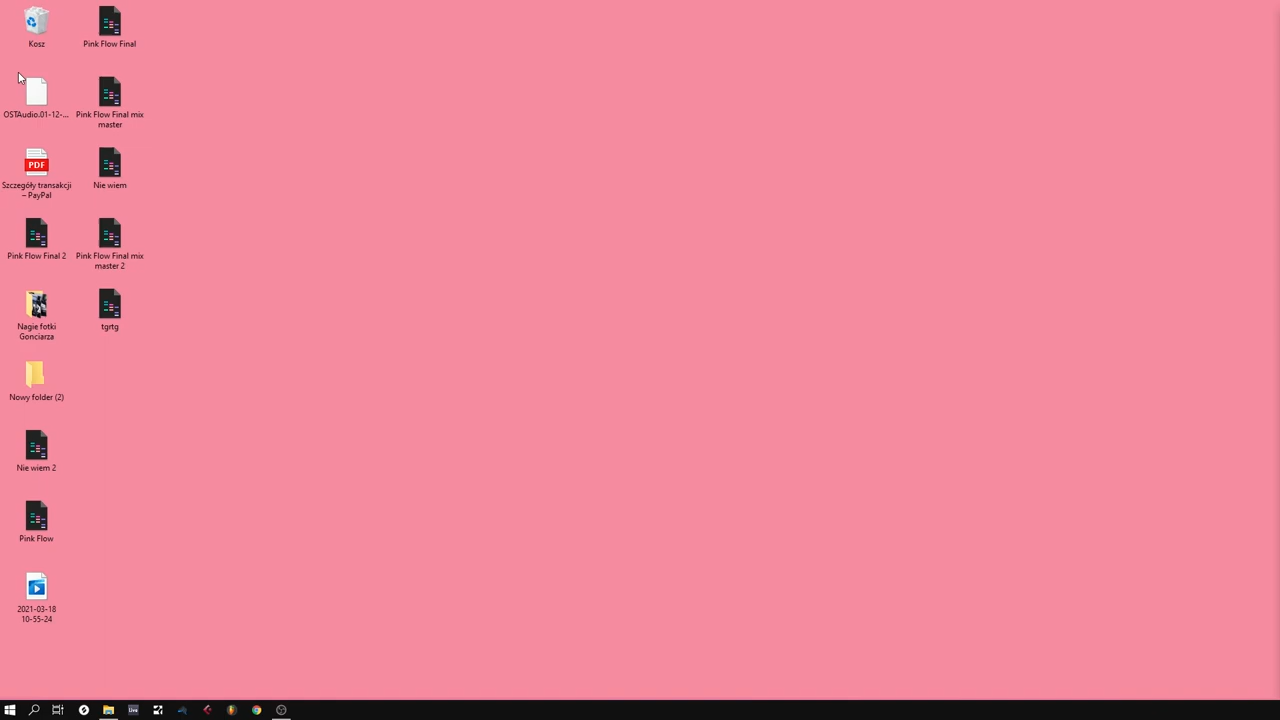 Kosz
Pink Flow Final
OSTAudio.01-12-...
Pink Flow Final mix
master
PDF
Szczegóły transakcji
– PayPal
Nie wiem
Pink Flow Final 2
Pink Flow Final mix
master 2
Nagie fotki
Gonciarza
tgrtg
Nowy folder (2)
Nie wiem 2
Pink Flow
2021-03-18
10-55-24
Live